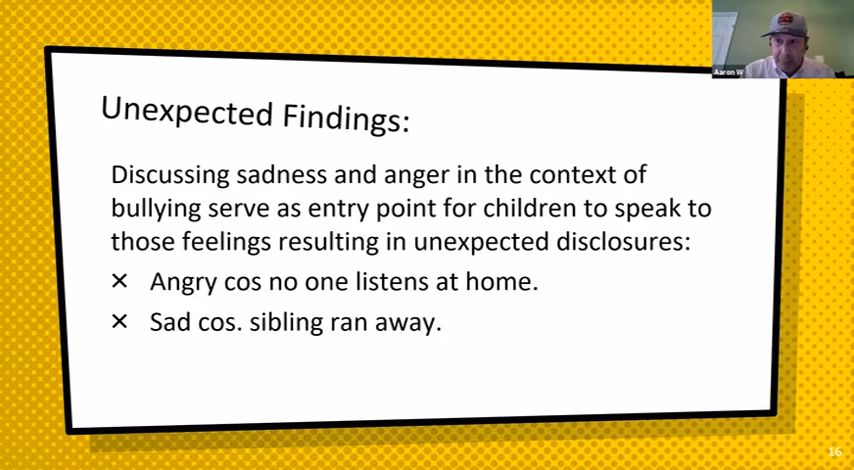 Aaron W
Unexpected Findings:
Discussing sadness and anger in the context of
bullying serve as entry point for children to speak to
those feelings resulting in unexpected disclosures:
× Angry cos no one listens at home.
× Sad cos. sibling ran away.
16